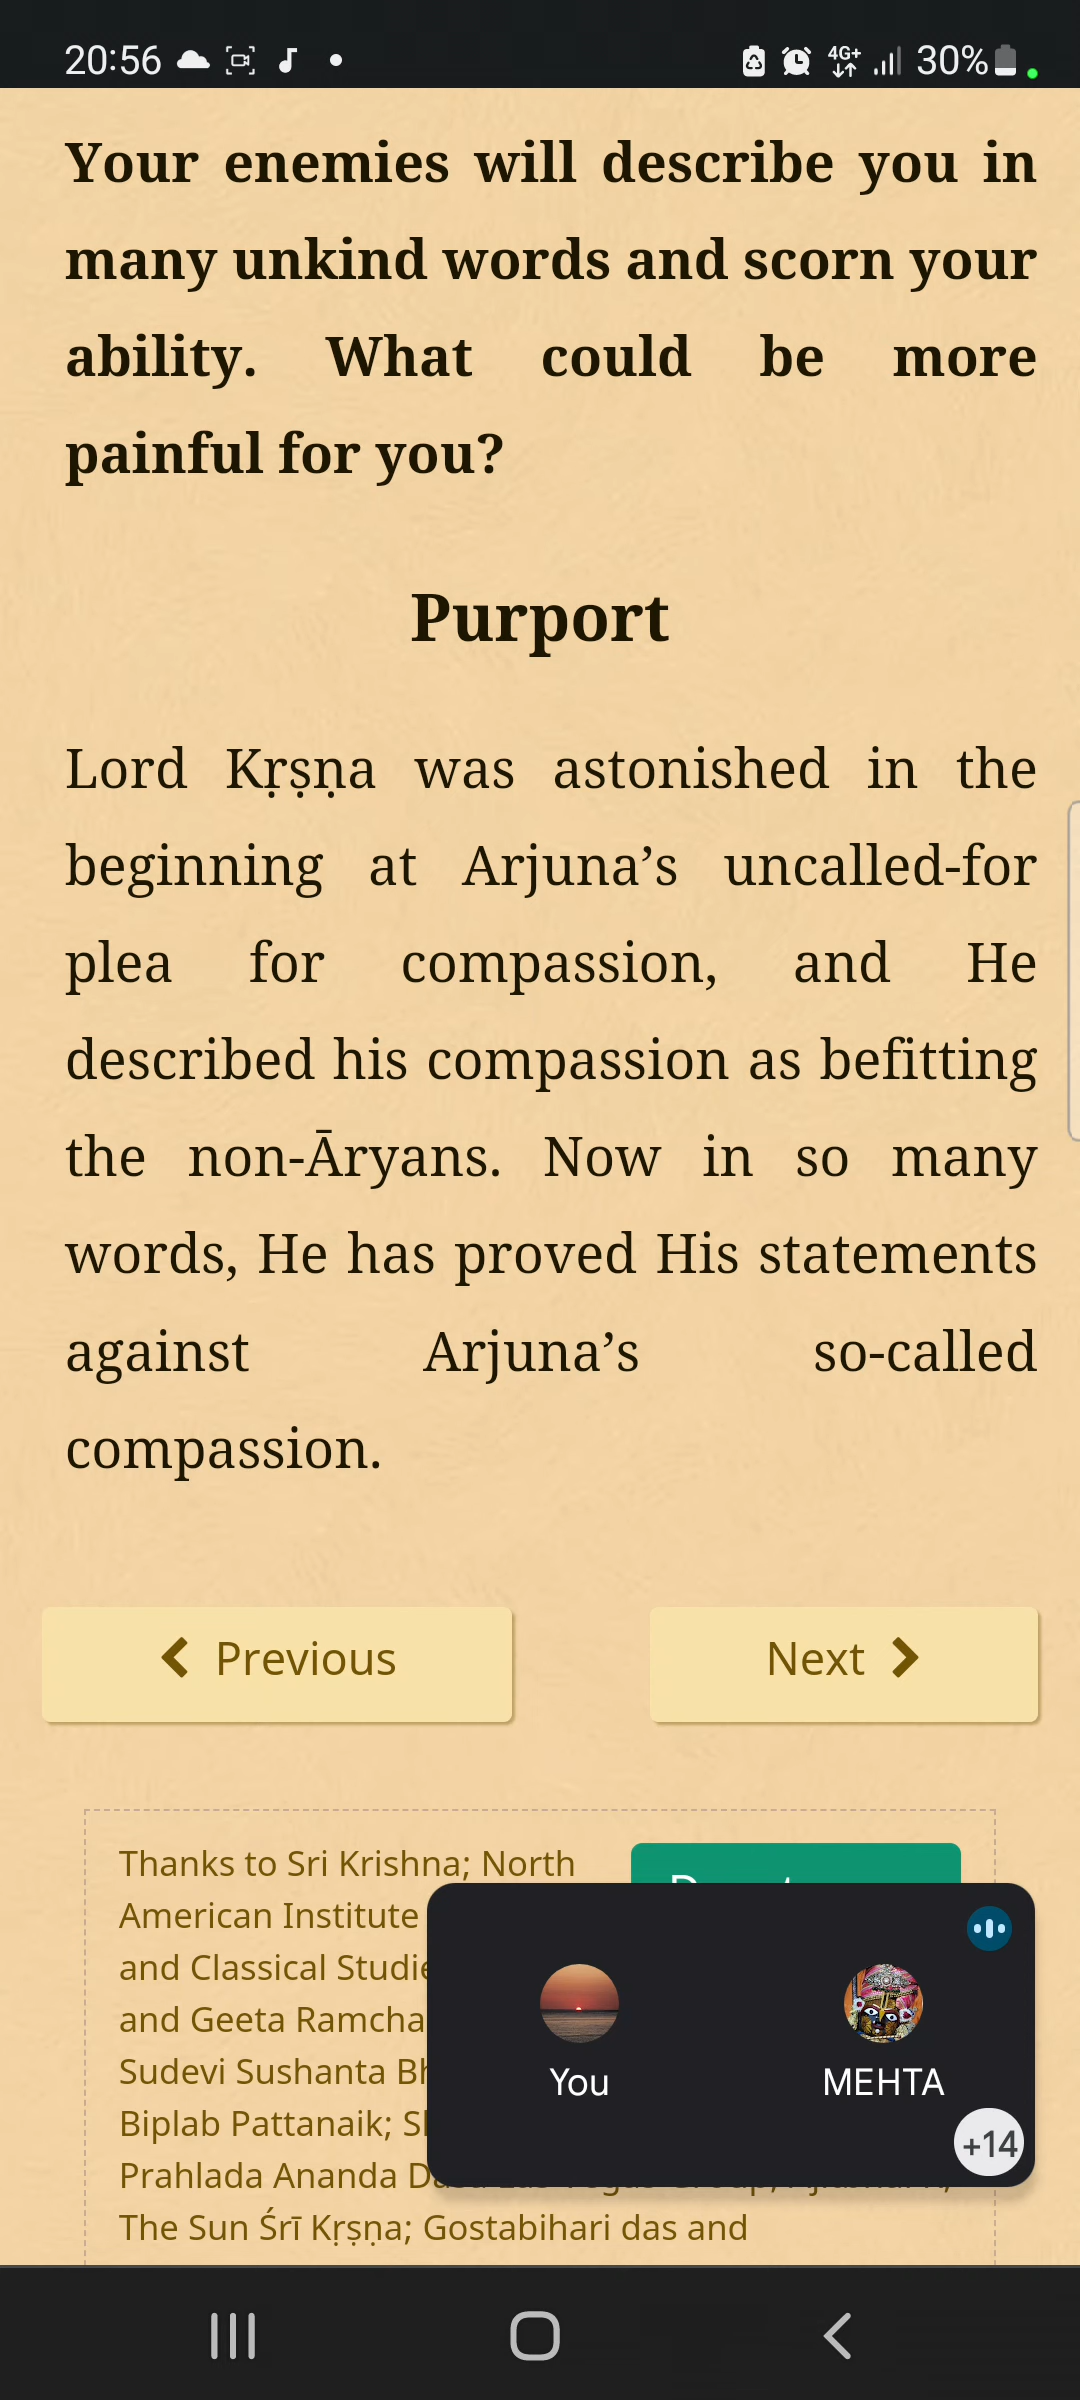 20:56
4G+ 30%
Your enemies will describe you in
many unkind words and scorn your
ability. What could be more
painful for you?
Purport
Lord Kṛṣṇa was astonished in the
beginning at Arjuna’s uncalled-for
plea for compassion, and He
described his compassion as befitting
the non-Āryans. Now in so many
words, He has proved His statements
against Arjuna’s so-called
compassion.
Previous
Next
Thanks to Sri Krishna; North
American Institute
and Classical
and Geeta
Sudevi Sushanta
Biplab Pattanaik;
Prahlada Ananda
The Sun Śrī Kṛṣṇa; Gostabihari das and
You
MEHTA
+14